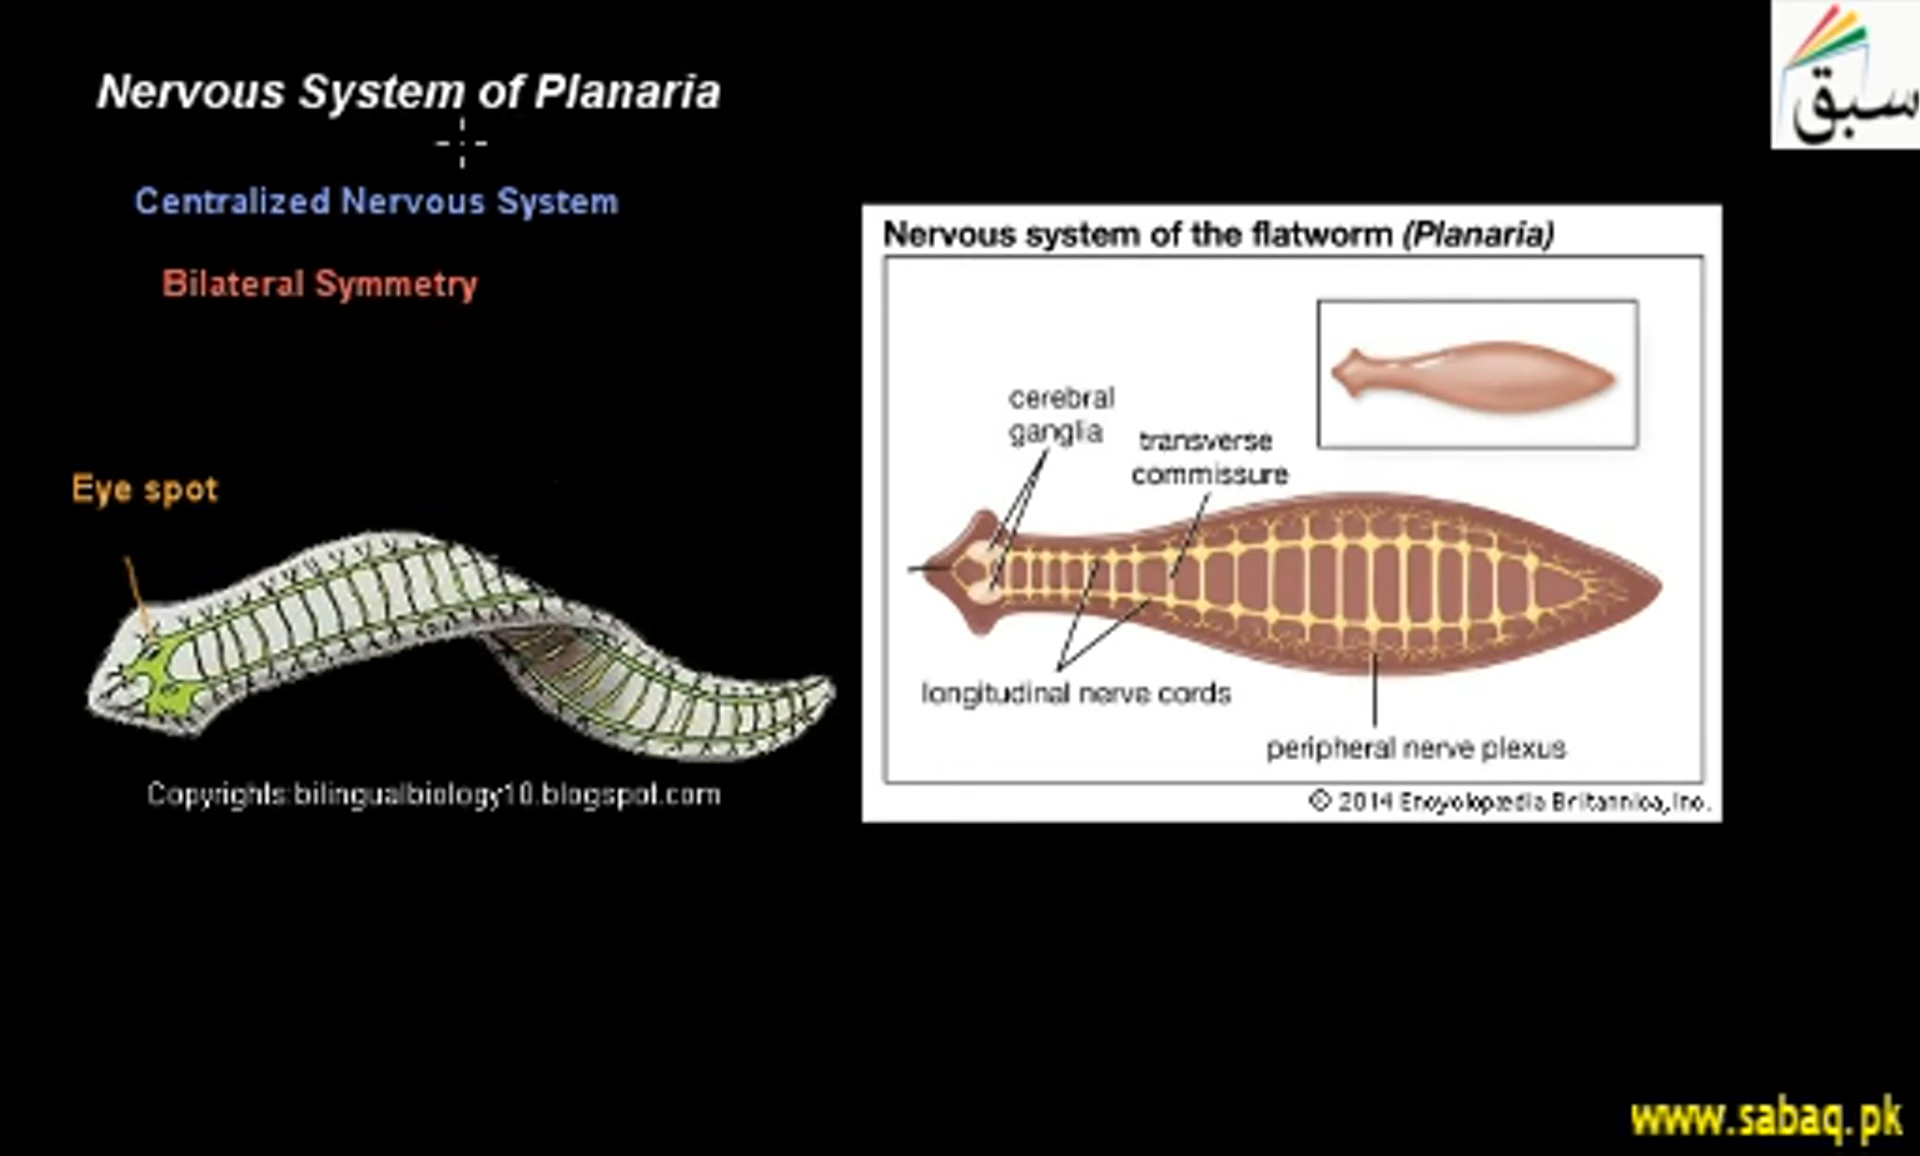 سبق
Nervous System of Planaria
Centralized Nervous System
Bilateral Symmetry
Eye spot
Copyrights:bilingualbiology10.blogspot.com
Nervous system of the flatworm (Planaria)
cerebral
ganglia
transverse
commissure
longitudinal nerve cords
peripheral nerve plexus
© 2014 Encyclopædia Britannica, Inc.
www.sabaq.pk